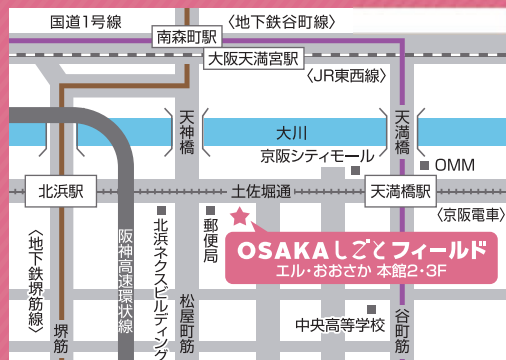 国道1号線
南森町駅
〈地下鉄谷町線〉
大阪天満宮駅
〈JR東西線〉
天神橋
大川
天満橋
京阪シティモール
OMM
北浜駅
土佐堀通
天満橋駅
〈京阪電車〉
〈地下鉄堺筋線〉
阪神高速環状線
北浜ネクスビルディング
郵便局
OSAKAしごとフィールド
エル・おおさか 本館2・3F
堺筋
松屋町筋
中央高等学校
谷町筋